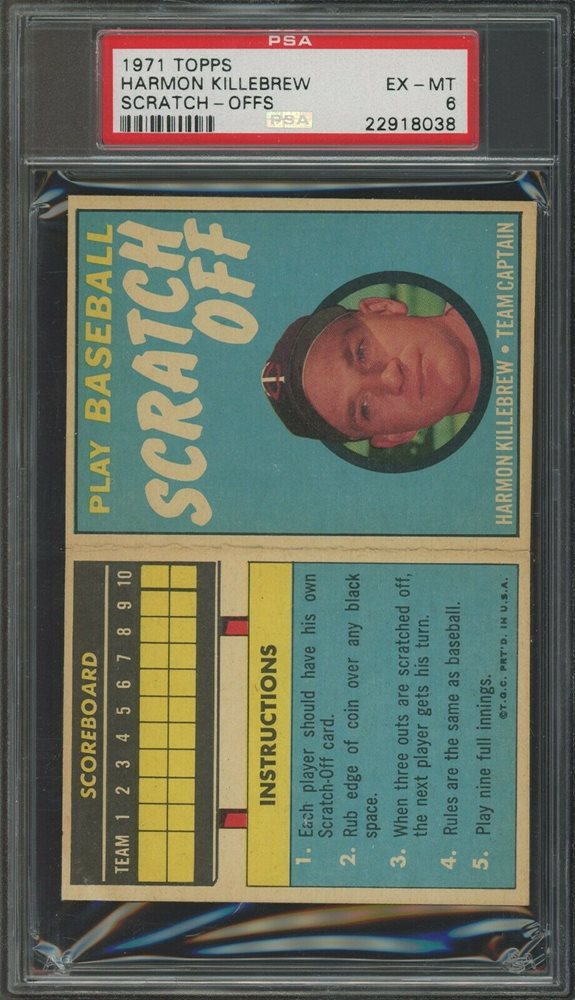 PSA
1971 TOPPS
HARMON KILLEBREW EX - MT
SCRATCH - OFFS 6
PSA 22918038
PLAY BASEBALL
SCRATCH
OFF
HARMON KILLEBREW • TEAM CAPTAIN
SCOREBOARD
TEAM 1 2 3 4 5 6 7 8 9 10
INSTRUCTIONS
1. Each player should have his own
Scratch-Off card.
2. Rub edge of coin over any black
space.
3. When three outs are scratched off,
the next player gets his turn.
4. Rules are the same as baseball.
5. Play nine full innings.
©T.G.C. PRT'D. IN U.S.A.